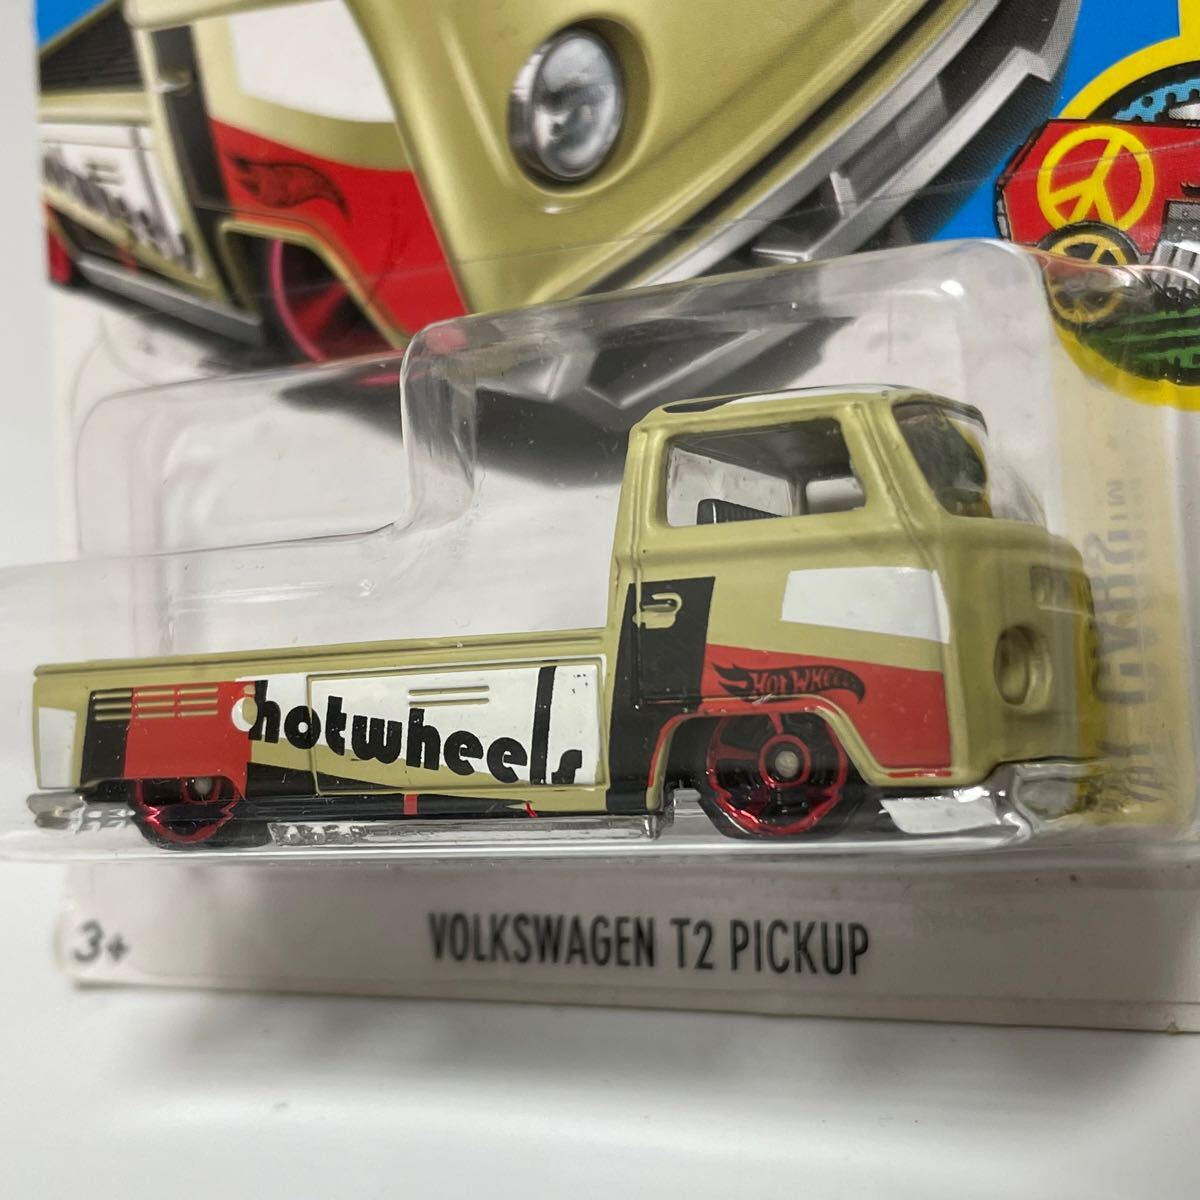 hotwheels
HOT WHEELS
3+
VOLKSWAGEN T2 PICKUP